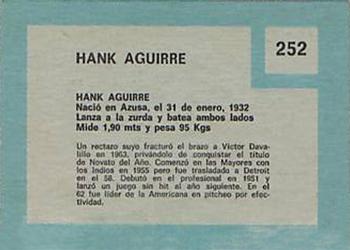 HANK AGUIRRE
252
HANK AGUIRRE
Nació en Azusa, el 31 de enero, 1932
Lanza a la zurda y batea ambos lados
Mide 1,90 mts y pesa 95 Kgs
Un rectazo suyo fracturó el brazo a Víctor Dava-
lillo en 1963, privándolo de conquistar el título
de Novato del Año. Comenzó en las Mayores con
los Indios en 1955 pero fue trasladado a Detroit
en el 58. Debutó en el profesional en 1951 y
lanzó un juego sin hit al año siguiente. En el
62 fue líder de la Americana en pitcheo por efec-
tividad.